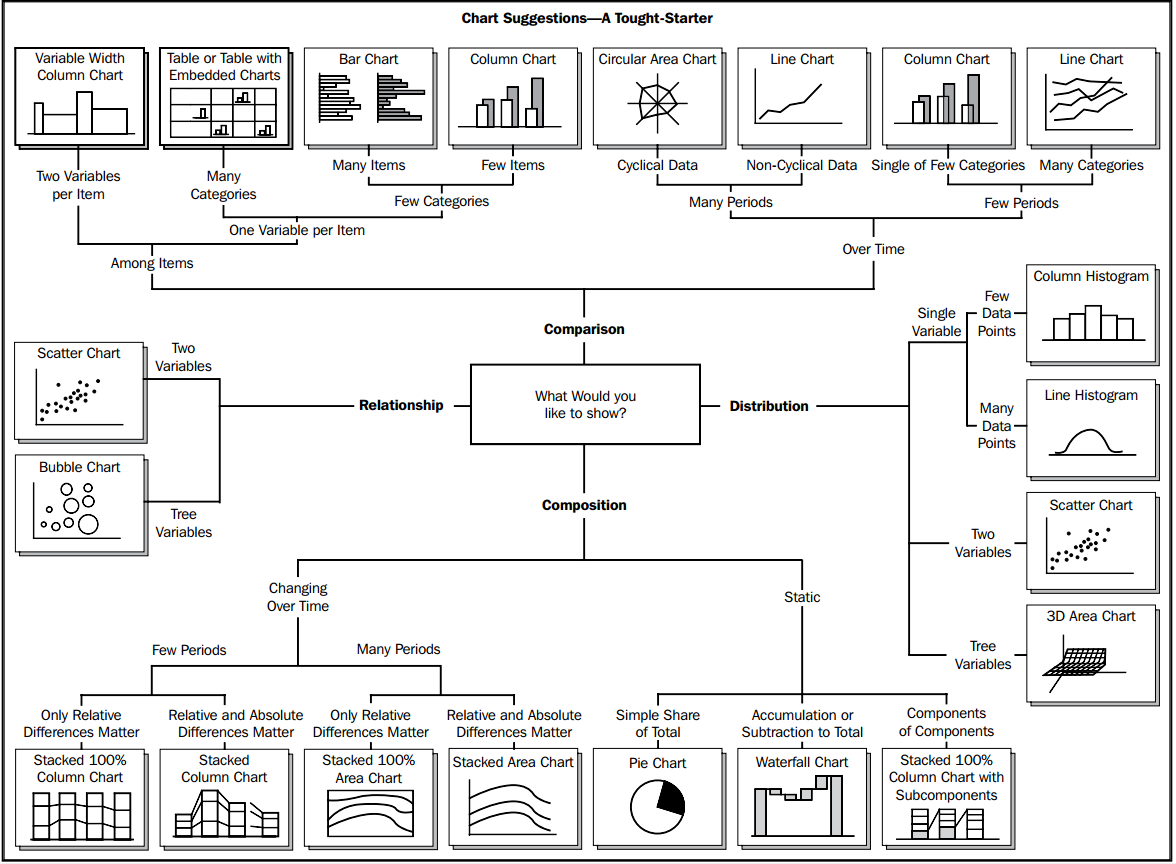 Chart Suggestions—A Tought-Starter
Variable Width
Column Chart
Table or Table with
Embedded Charts
Bar Chart
Column Chart
Circular Area Chart
Line Chart
Column Chart
Line Chart
Two Variables
per Item
Many
Categories
Many Items
Few Items
Cyclical Data
Non-Cyclical Data
Single of Few Categories
Many Categories
Few Categories
Many Periods
Few Periods
One Variable per Item
Over Time
Among Items
Comparison
Single
Variable
Few
Data
Points
Column Histogram
Scatter Chart
Two
Variables
Relationship
What Would you
like to show?
Distribution
Many
Data
Points
Line Histogram
Bubble Chart
Tree
Variables
Composition
Two
Variables
Scatter Chart
Changing
Over Time
Static
Tree
Variables
3D Area Chart
Few Periods
Many Periods
Only Relative
Differences Matter
Relative and Absolute
Differences Matter
Only Relative
Differences Matter
Relative and Absolute
Differences Matter
Simple Share
of Total
Accumulation or
Subtraction to Total
Components
of Components
Stacked 100%
Column Chart
Stacked
Column Chart
Stacked 100%
Area Chart
Stacked Area Chart
Pie Chart
Waterfall Chart
Stacked 100%
Column Chart with
Subcomponents